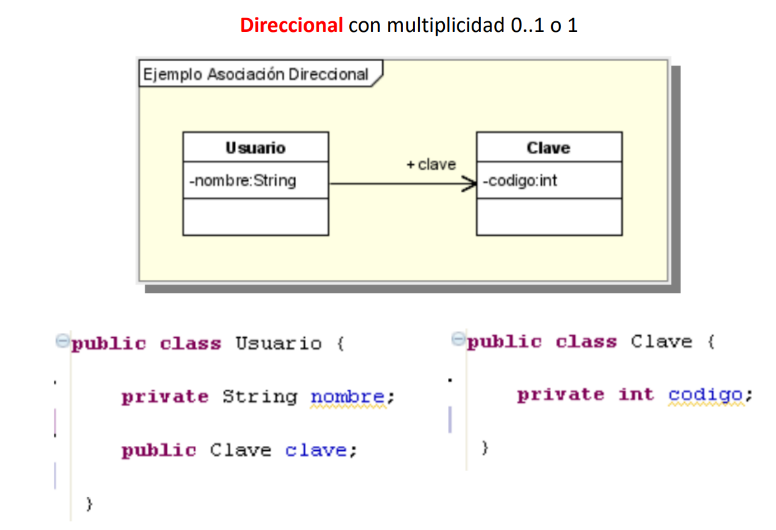 Direccional con multiplicidad 0..1 o 1
Ejemplo Asociación Direccional
Usuario
-nombre:String
+clave
Clave
-codigo:int
public class Usuario {
private String nombre;
public Clave clave;
}
public class Clave {
private int codigo;
}